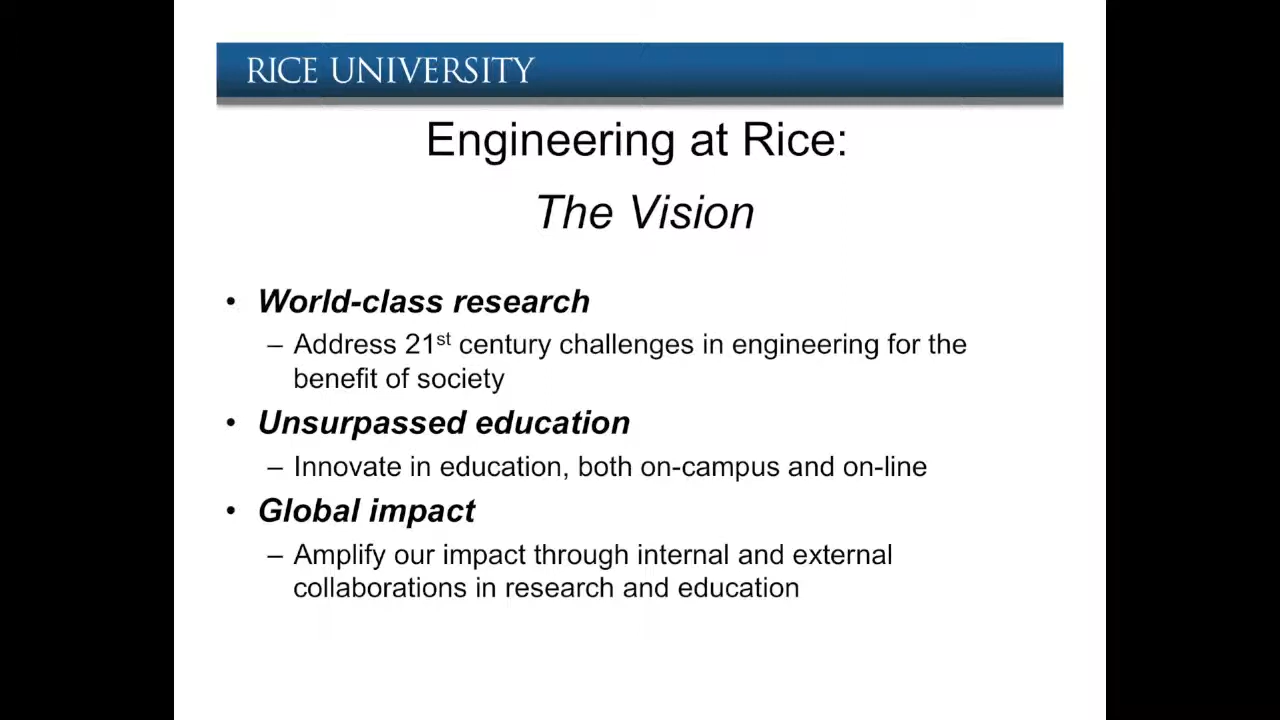 RICE UNIVERSITY
Engineering at Rice:
The Vision
• World-class research
– Address 21st century challenges in engineering for the
benefit of society
• Unsurpassed education
– Innovate in education, both on-campus and on-line
• Global impact
– Amplify our impact through internal and external
collaborations in research and education